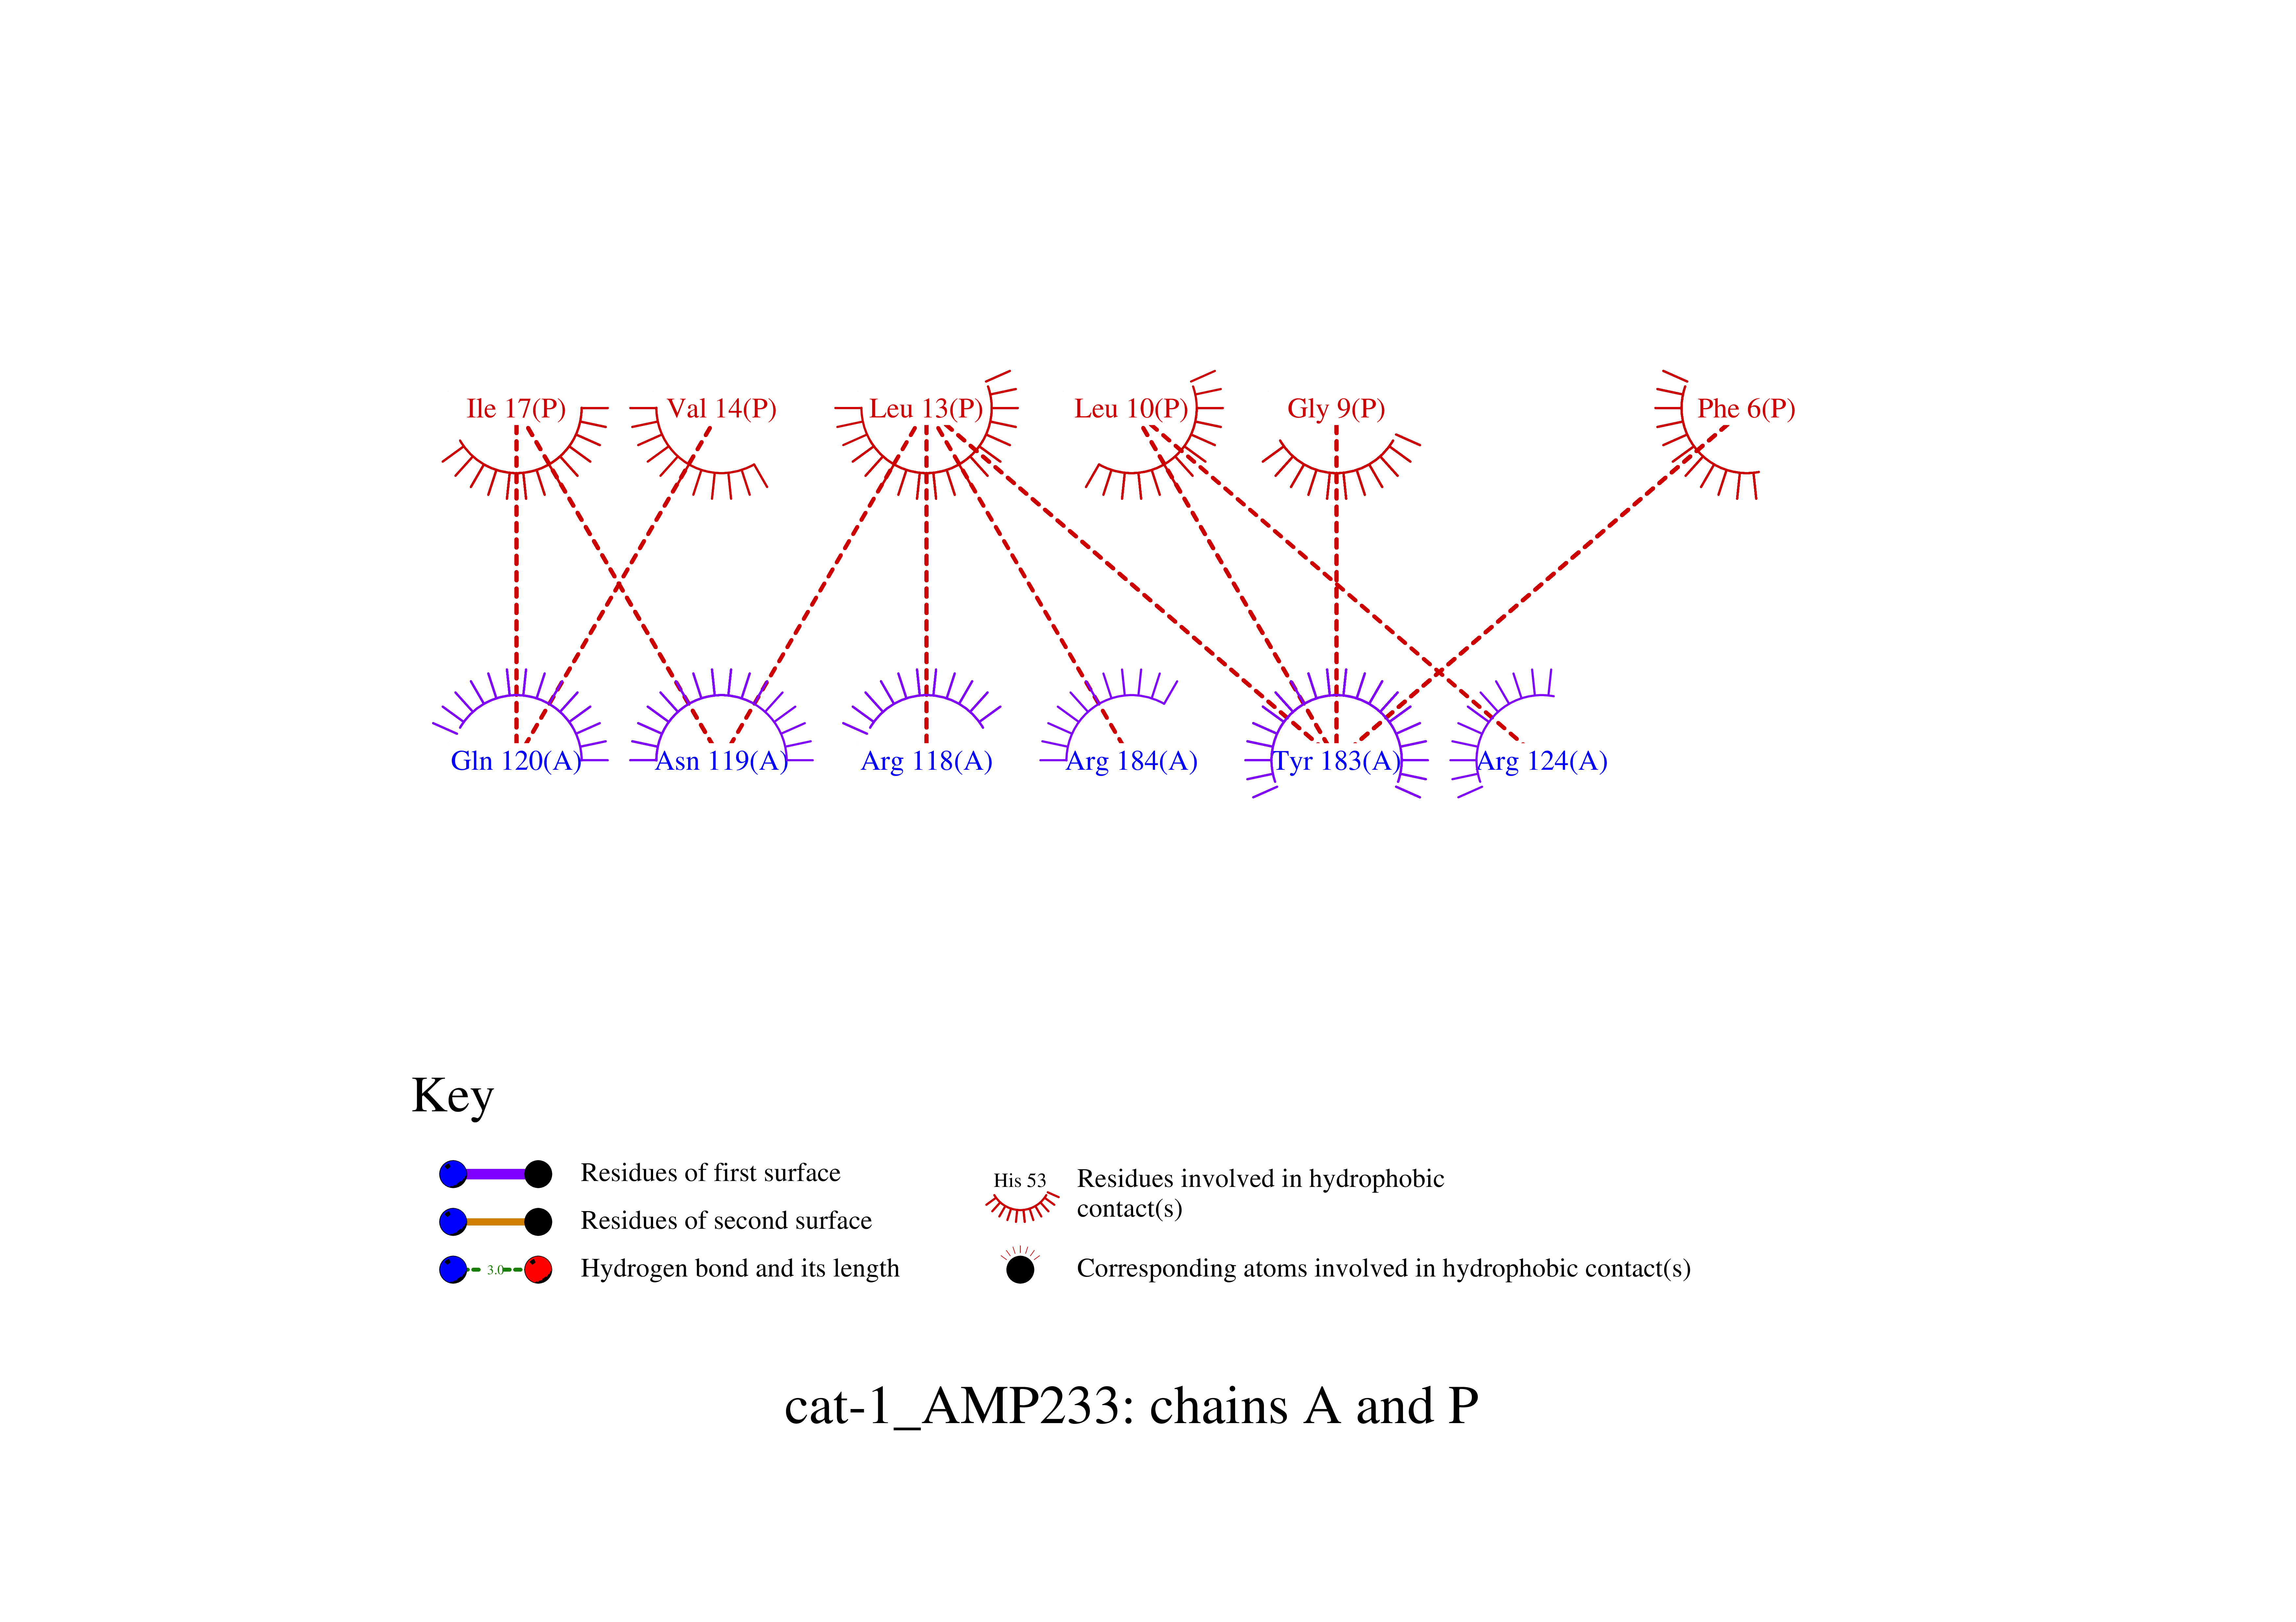 Ile 17(P) Val 14(P) Leu 13(P) Leu 10(P) Gly 9(P) Phe 6(P)
Gln 120(A) Asn 119(A) Arg 118(A) Arg 184(A) Tyr 183(A) Arg 124(A)
Key
Residues of first surface
Residues of second surface
3.0 Hydrogen bond and its length
His 53 Residues involved in hydrophobic
contact(s)
Corresponding atoms involved in hydrophobic contact(s)
cat-1_AMP233: chains A and P